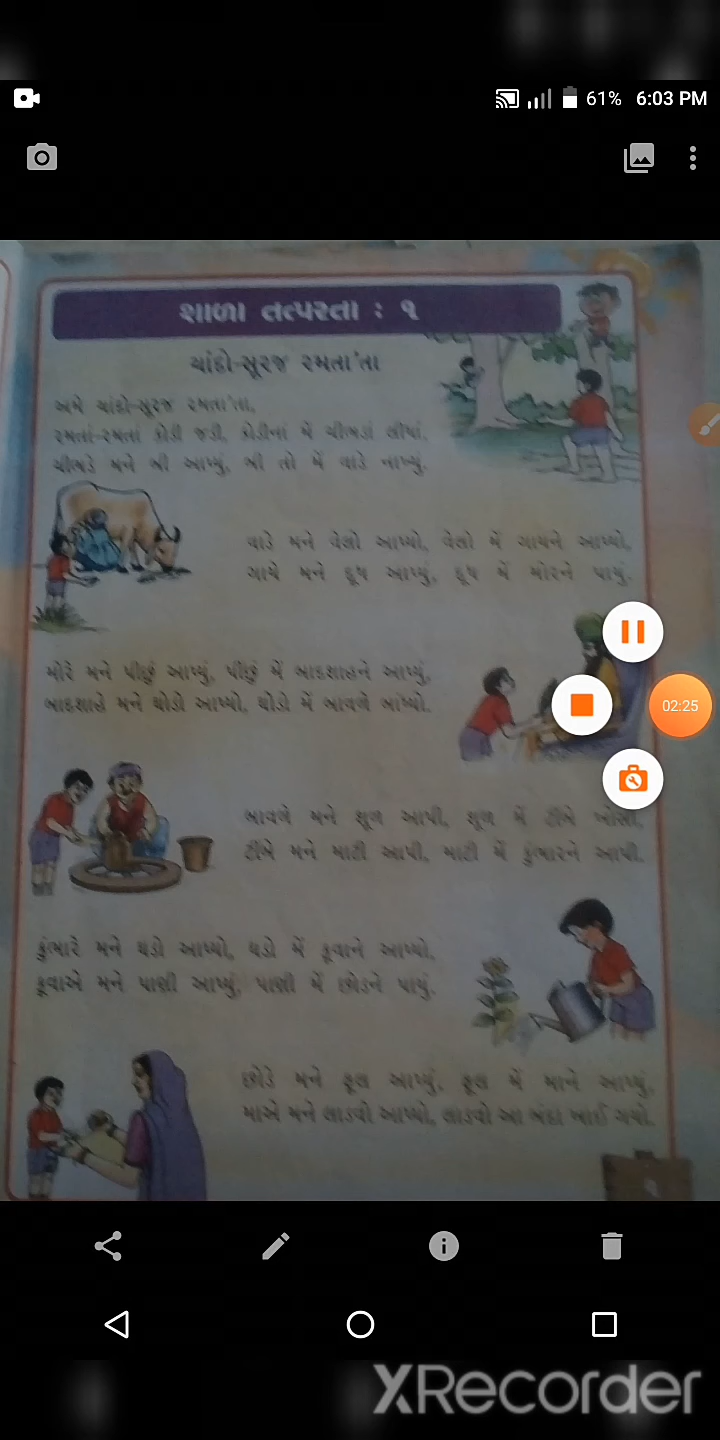 61% 6:03 PM
શાળા તત્પરતા : ૧
ચાંદો-સૂરજ રમતા'તા
અમે ચાંદો-સૂરજ રમતા'તા,
રમતાં-રમતાં કોડી જડી, કોડીનાં મેં ચીભડાં લીધાં.
ચીભડે મને બી આપ્યું, બી તો મેં વાડે નાખ્યું.
વાડે મને વેલો આપ્યો, વેલો મેં ગાયને આપ્યો,
ગાયે મને દૂધ આપ્યું, દૂધ મેં મોરને પાયું.
મોરે મને પીછું આપ્યું, પીછું મેં બાદશાહને આપ્યું,
બાદશાહે મને ઘોડો આપ્યો, ઘોડો મેં બાવળે બાંધ્યો.
02:25
બાવળે મને શૂળ આપી, શૂળ મેં ટીંબે ખોસી,
ટીંબે મને માટી આપી, માટી મેં કુંભારને આપી.
કુંભારે મને ઘડો આપ્યો, ઘડો મેં કૂવાને આપ્યો,
કૂવાએ મને પાણી આપ્યું, પાણી મેં છોડને પાયું.
છોડે મને ફૂલ આપ્યું, ફૂલ મેં માને આપ્યું,
માએ મને લાડવો આપ્યો, લાડવો આ બંદા ખાઈ ગયો.
XRecorder